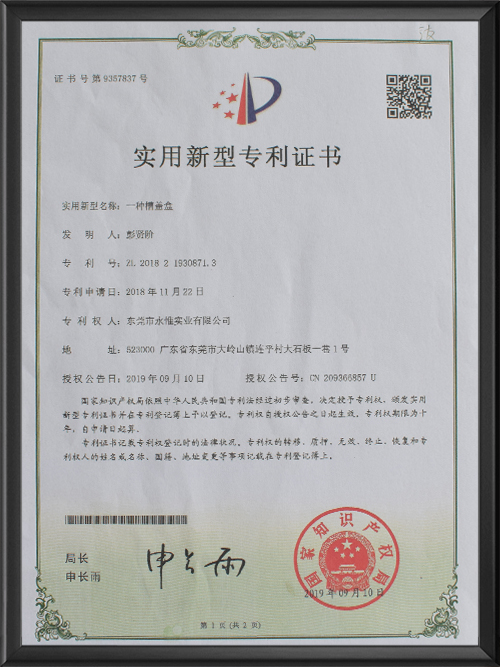 证书号第9357837号
实用新型专利证书
实用新型名称：一种槽盖盒
发明人：彭贤阶
专利号：ZL 2018 2 1930871.3
专利申请日：2018年11月22日
专利权人：东莞市永惟实业有限公司
地址：523000 广东省东莞市大岭山镇连平村大石板一巷1号
授权公告日：2019年09月10日 授权公告号：CN 209366857 U
国家知识产权局依照中华人民共和国专利法经过初步审查，决定授予专利权，颁发实用
新型专利证书并在专利登记簿上予以登记，专利权自授权公告之日起生效，专利权期限为十
年，自申请日起算。
专利证书记载专利权登记时的法律状况。专利权的转移、质押、无效、终止、恢复和专
利权人的姓名或名称、国籍、地址变更等事项记载在专利登记簿上。
局长
申长雨
申长雨
国家知识产权局
2019年09月10日
第1页(共2页)